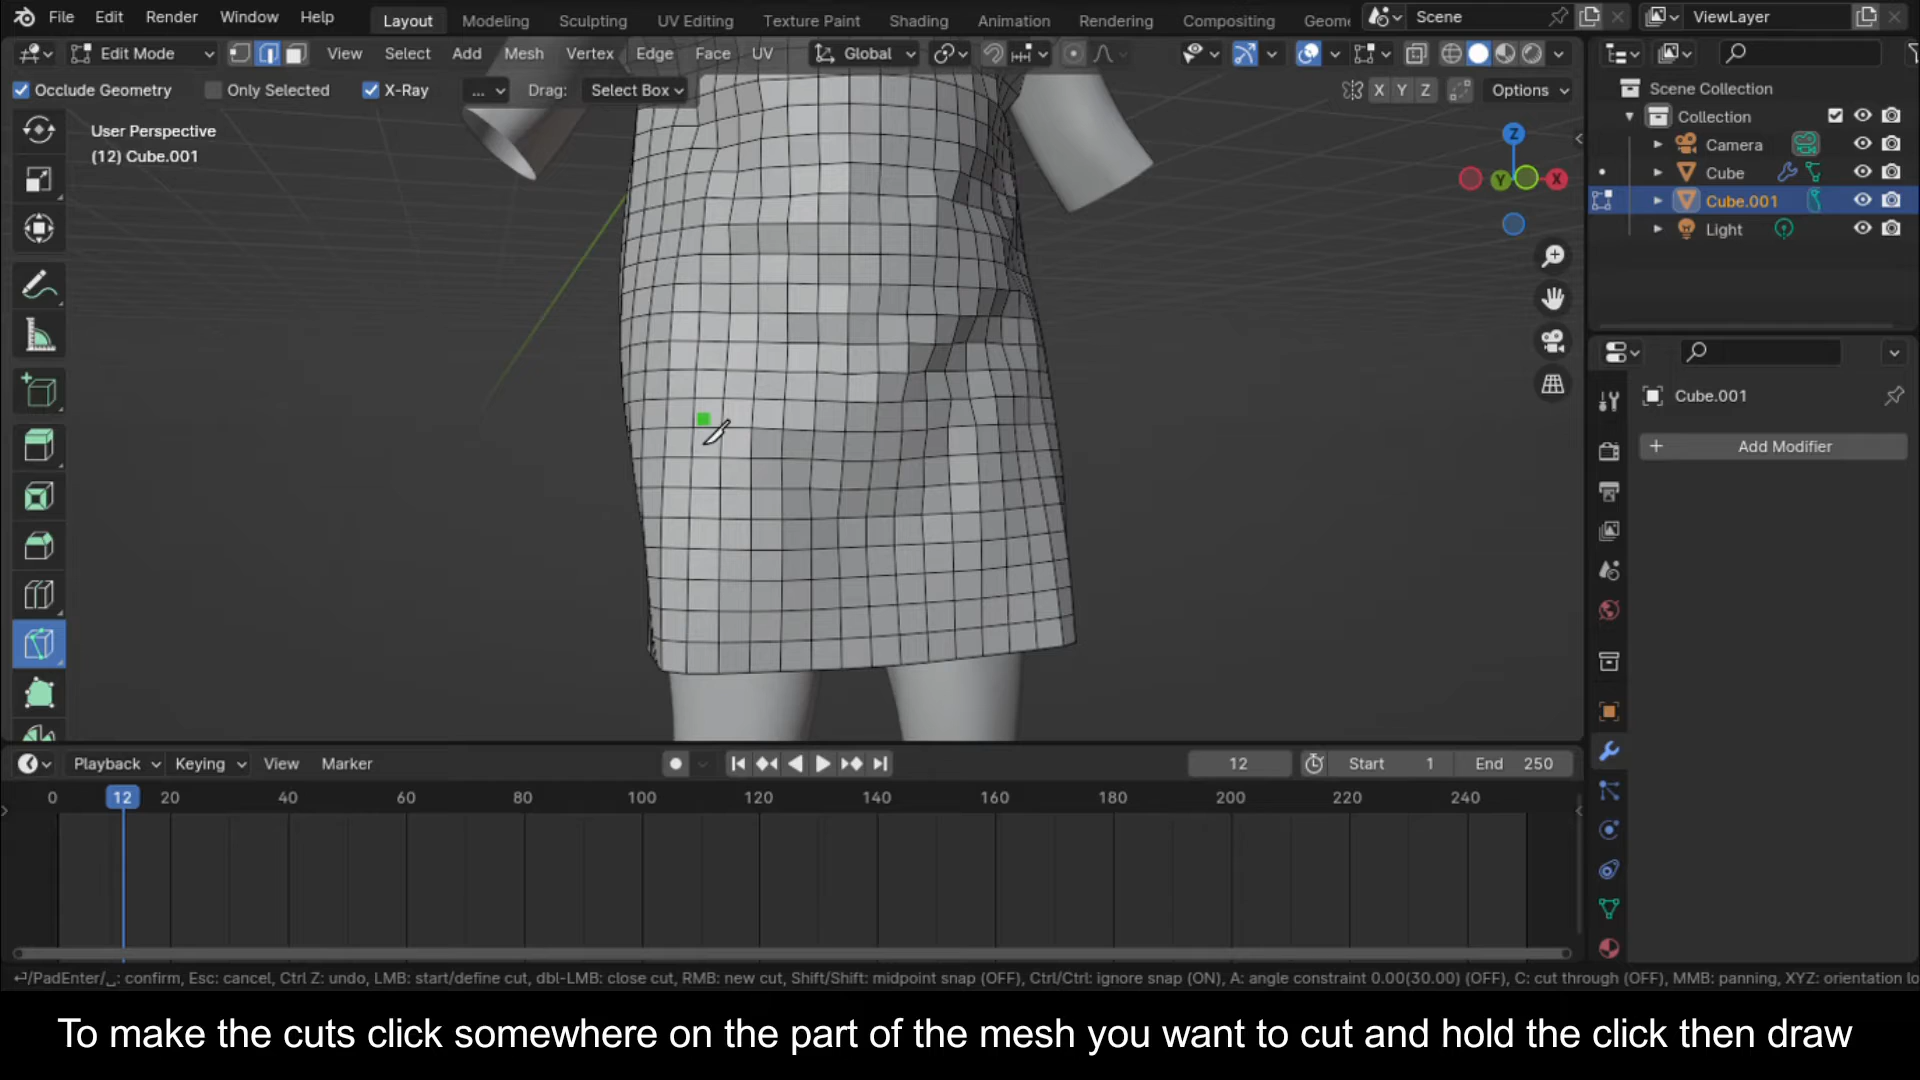 File Edit Render Window Help Layout Modeling Sculpting UV Editing Texture Paint Shading Animation Rendering Compositing Geome Scene ViewLayer
Edit Mode View Select Add Mesh Vertex Edge Face UV Global
Occlude Geometry Only Selected X-Ray ... Drag: Select Box X Y Z Options
User Perspective
(12) Cube.001
Z
Y X
Scene Collection
Collection
Camera
Cube
Cube.001
Light
Cube.001
+ Add Modifier
Playback Keying View Marker 12 Start 1 End 250
0 12 20 40 60 80 100 120 140 160 180 200 220 240
/PadEnter/␣: confirm, Esc: cancel, Ctrl Z: undo, LMB: start/define cut, dbl-LMB: close cut, RMB: new cut, Shift/Shift: midpoint snap (OFF), Ctrl/Ctrl: ignore snap (ON), A: angle constraint 0.00(30.00) (OFF), C: cut through (OFF), MMB: panning, XYZ: orientation lo
To make the cuts click somewhere on the part of the mesh you want to cut and hold the click then draw